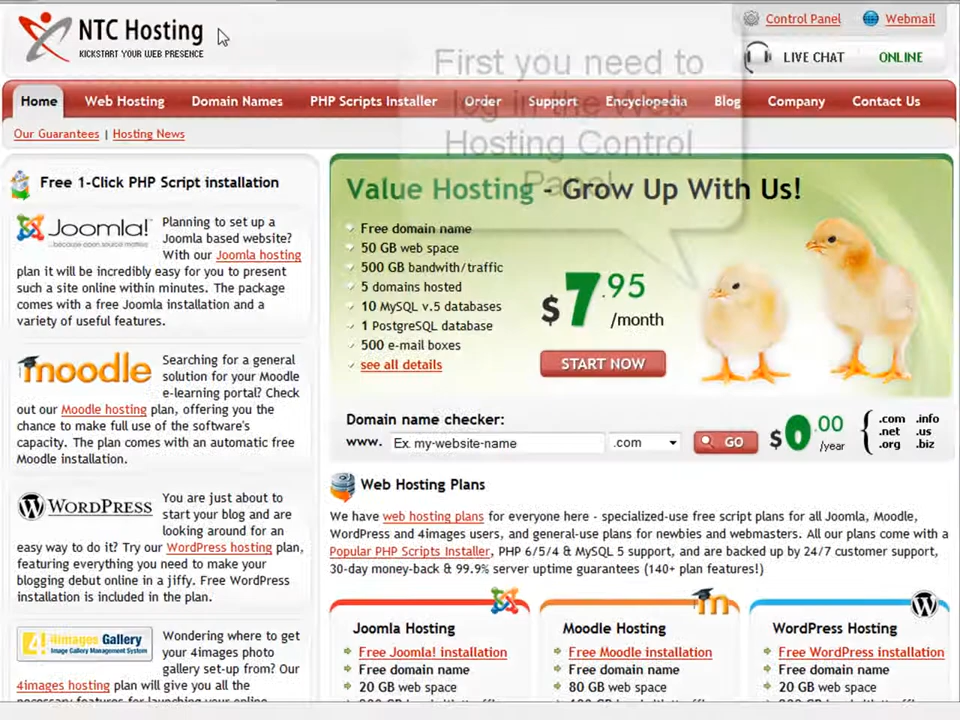 NTC Hosting
KICKSTART YOUR WEB PRESENCE
Control Panel
Webmail
LIVE CHAT ONLINE
First you need to
log in the Web
Hosting Control
Panel
Home Web Hosting Domain Names PHP Scripts Installer Order Support Encyclopedia Blog Company Contact Us
Our Guarantees | Hosting News
Free 1-Click PHP Script installation
Joomla!
...because open source matters
Planning to set up a
Joomla based website?
With our Joomla hosting
plan it will be incredibly easy for you to present
such a site online within minutes. The package
comes with a free Joomla installation and a
variety of useful features.
moodle
Searching for a general
solution for your Moodle
e-learning portal? Check
out our Moodle hosting plan, offering you the
chance to make full use of the software's
capacity. The plan comes with an automatic free
Moodle installation.
WORDPRESS
You are just about to
start your blog and are
looking around for an
easy way to do it? Try our WordPress hosting plan,
featuring everything you need to make your
blogging debut online in a jiffy. Free WordPress
installation is included in the plan.
4images Gallery
Image Gallery Management System
Wondering where to get
your 4images photo
gallery set-up from? Our
4images hosting plan will give you all the
necessary features for launching your online
Value Hosting - Grow Up With Us!
Free domain name
50 GB web space
500 GB bandwith/traffic
5 domains hosted
10 MySQL v.5 databases
1 PostgreSQL database
500 e-mail boxes
see all details
$7.95
/month
START NOW
Domain name checker:
www. Ex. my-website-name .com GO
$0.00
/year
.com .info
.net .us
.org .biz
Web Hosting Plans
We have web hosting plans for everyone here - specialized-use free script plans for all Joomla, Moodle,
WordPress and 4images users, and general-use plans for newbies and webmasters. All our plans come with a
Popular PHP Scripts Installer, PHP 6/5/4 & MySQL 5 support, and are backed up by 24/7 customer support,
30-day money-back & 99.9% server uptime guarantees (140+ plan features!)
Joomla Hosting
Free Joomla! installation
Free domain name
20 GB web space
Moodle Hosting
Free Moodle installation
Free domain name
80 GB web space
WordPress Hosting
Free WordPress installation
Free domain name
20 GB web space